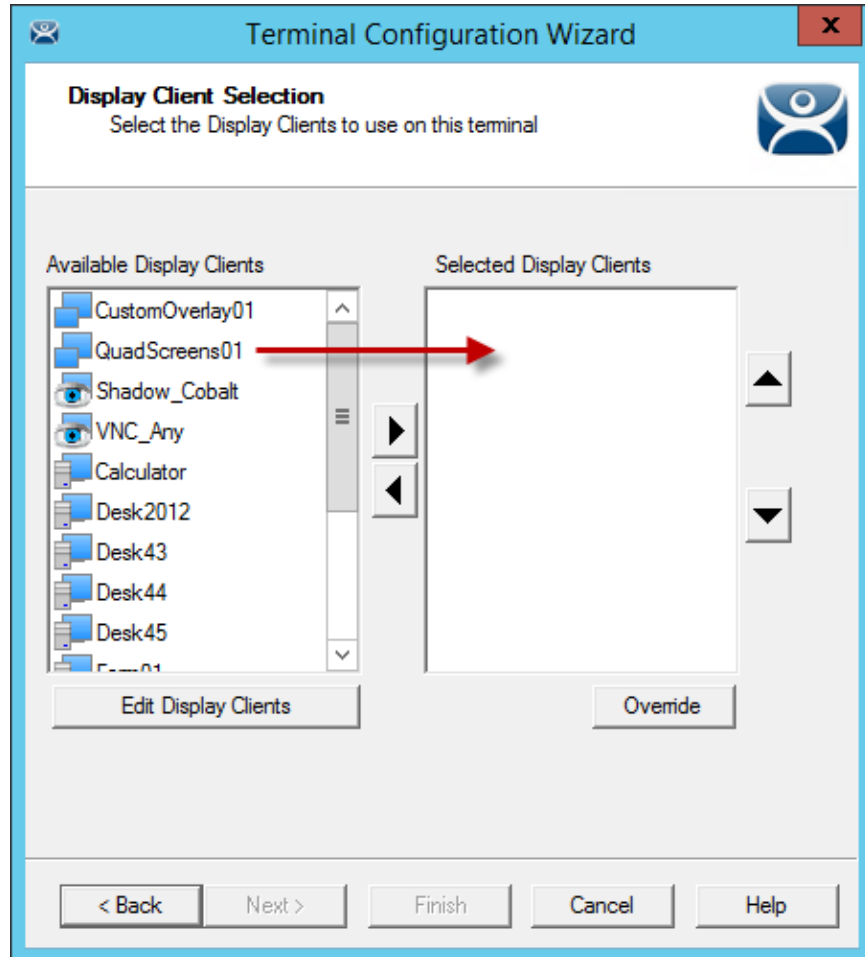 Terminal Configuration Wizard
x
Display Client Selection
Select the Display Clients to use on this terminal
Available Display Clients
Selected Display Clients
CustomOverlay01
QuadScreens01
Shadow_Cobalt
VNC_Any
Calculator
Desk2012
Desk43
Desk44
Desk45
Edit Display Clients
Override
< Back
Next >
Finish
Cancel
Help